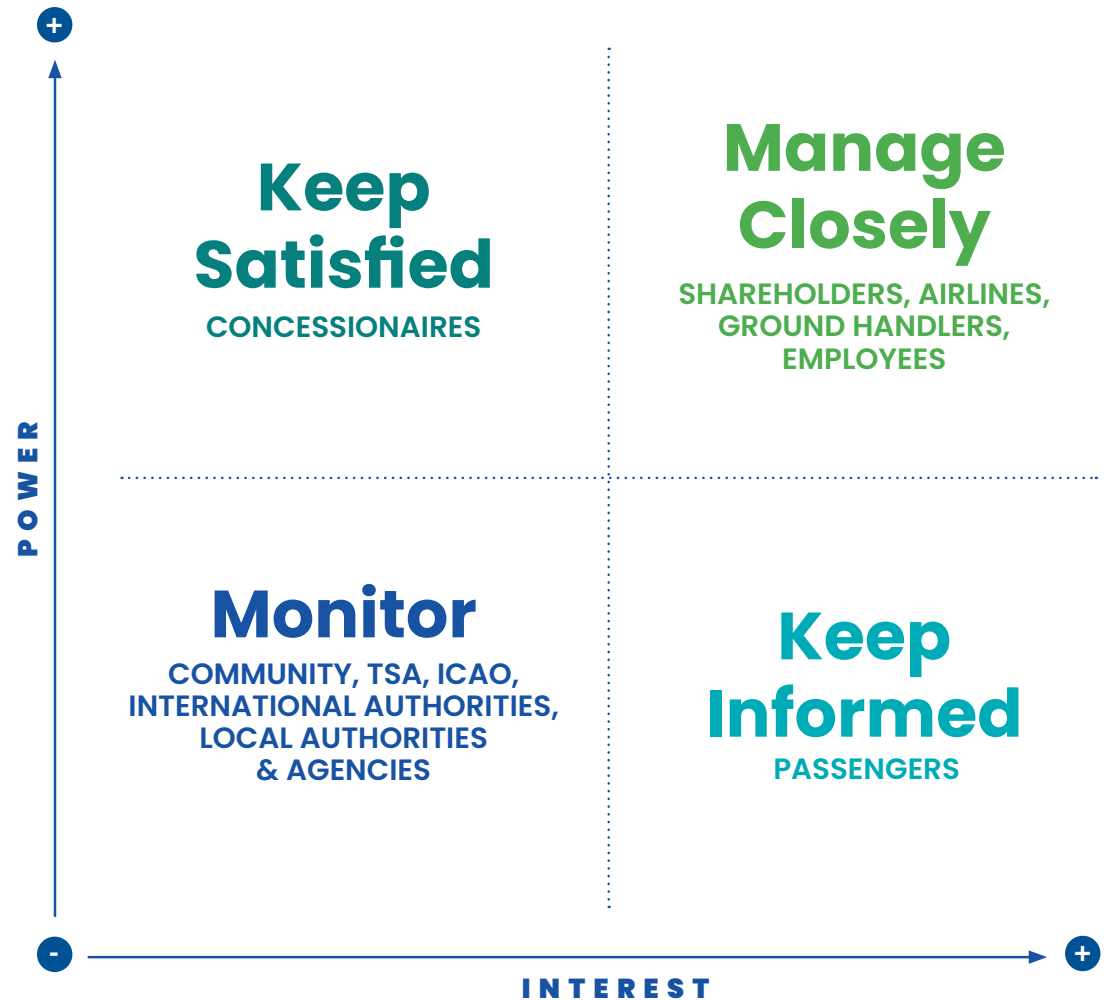 +
Keep
Satisfied
CONCESSIONAIRES
Manage
Closely
SHAREHOLDERS, AIRLINES,
GROUND HANDLERS,
EMPLOYEES
POWER
Monitor
COMMUNITY, TSA, ICAO,
INTERNATIONAL AUTHORITIES,
LOCAL AUTHORITIES
& AGENCIES
Keep
Informed
PASSENGERS
-
+
INTEREST